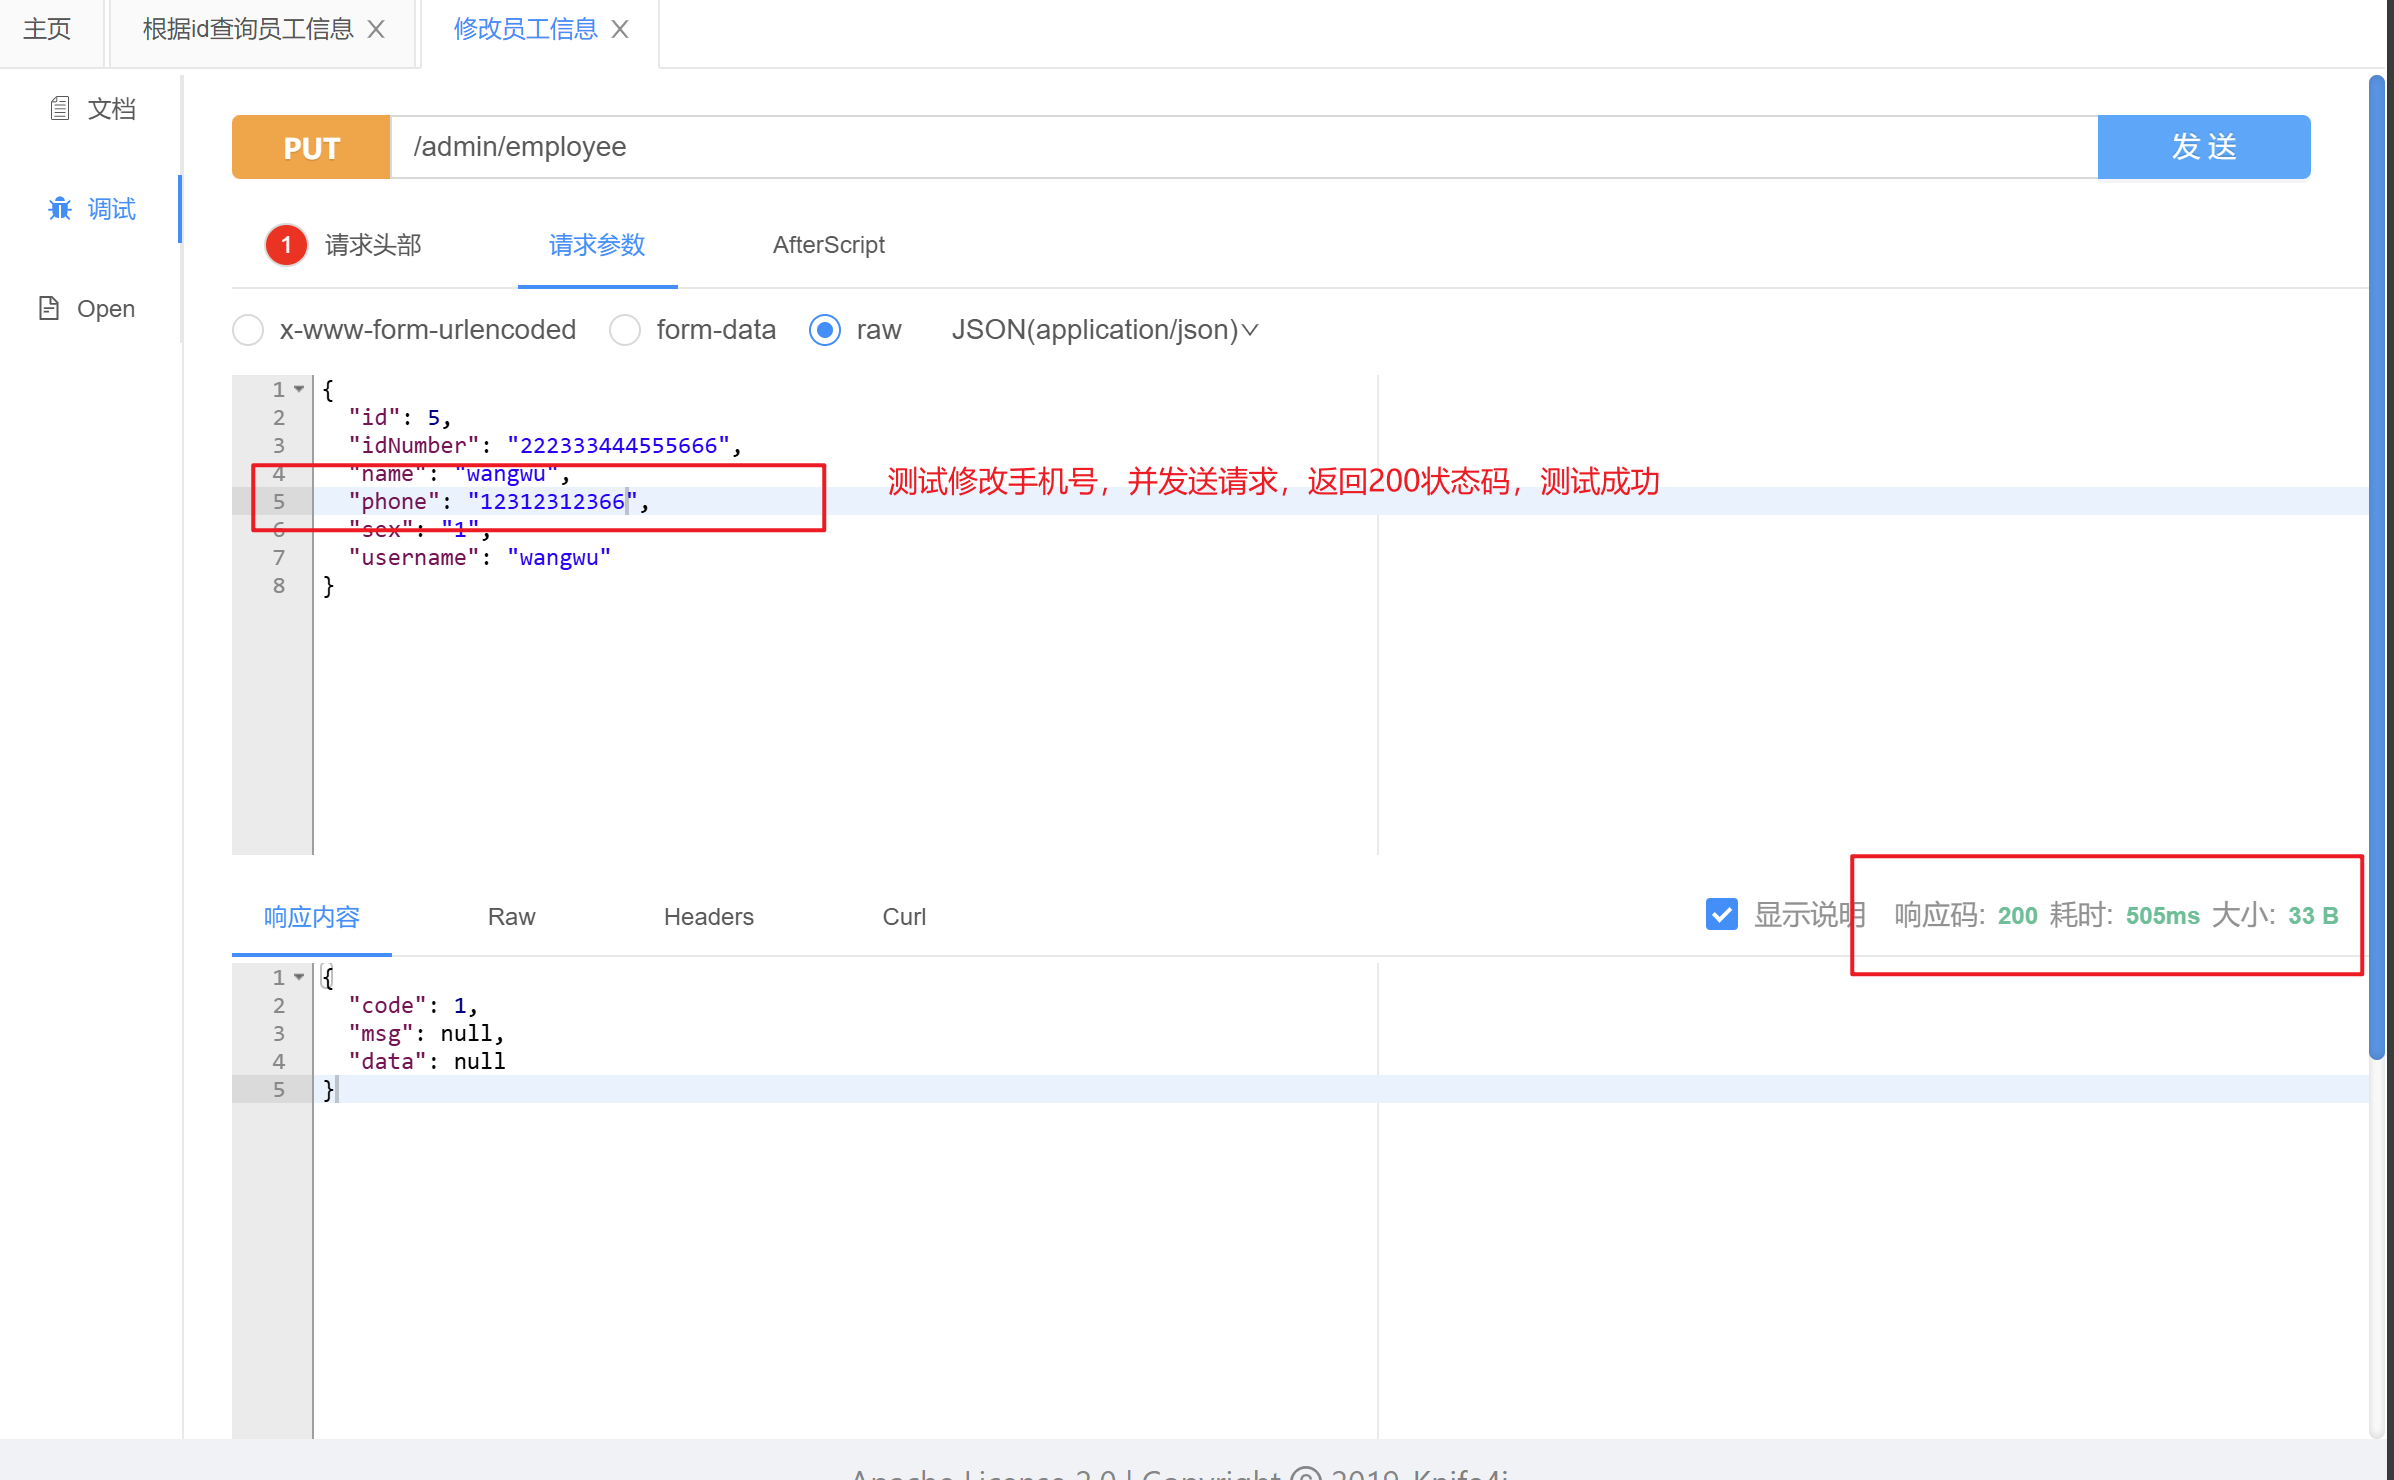 主页 根据id查询员工信息 X 修改员工信息 X
文档
调试
Open
PUT /admin/employee 发 送
1 请求头部 请求参数 AfterScript
x-www-form-urlencoded form-data raw JSON(application/json)
1 {
2 "id": 5,
3 "idNumber": "222333444555666",
4 "name": "wangwu",
5 "phone": "12312312366",
6 "sex": "1",
7 "username": "wangwu"
8 }
测试修改手机号，并发送请求，返回200状态码，测试成功
响应内容 Raw Headers Curl 显示说明 响应码: 200 耗时: 505ms 大小: 33 B
1 {
2 "code": 1,
3 "msg": null,
4 "data": null
5 }
Apache License 2.0 | Copyright © 2019-Knife4j